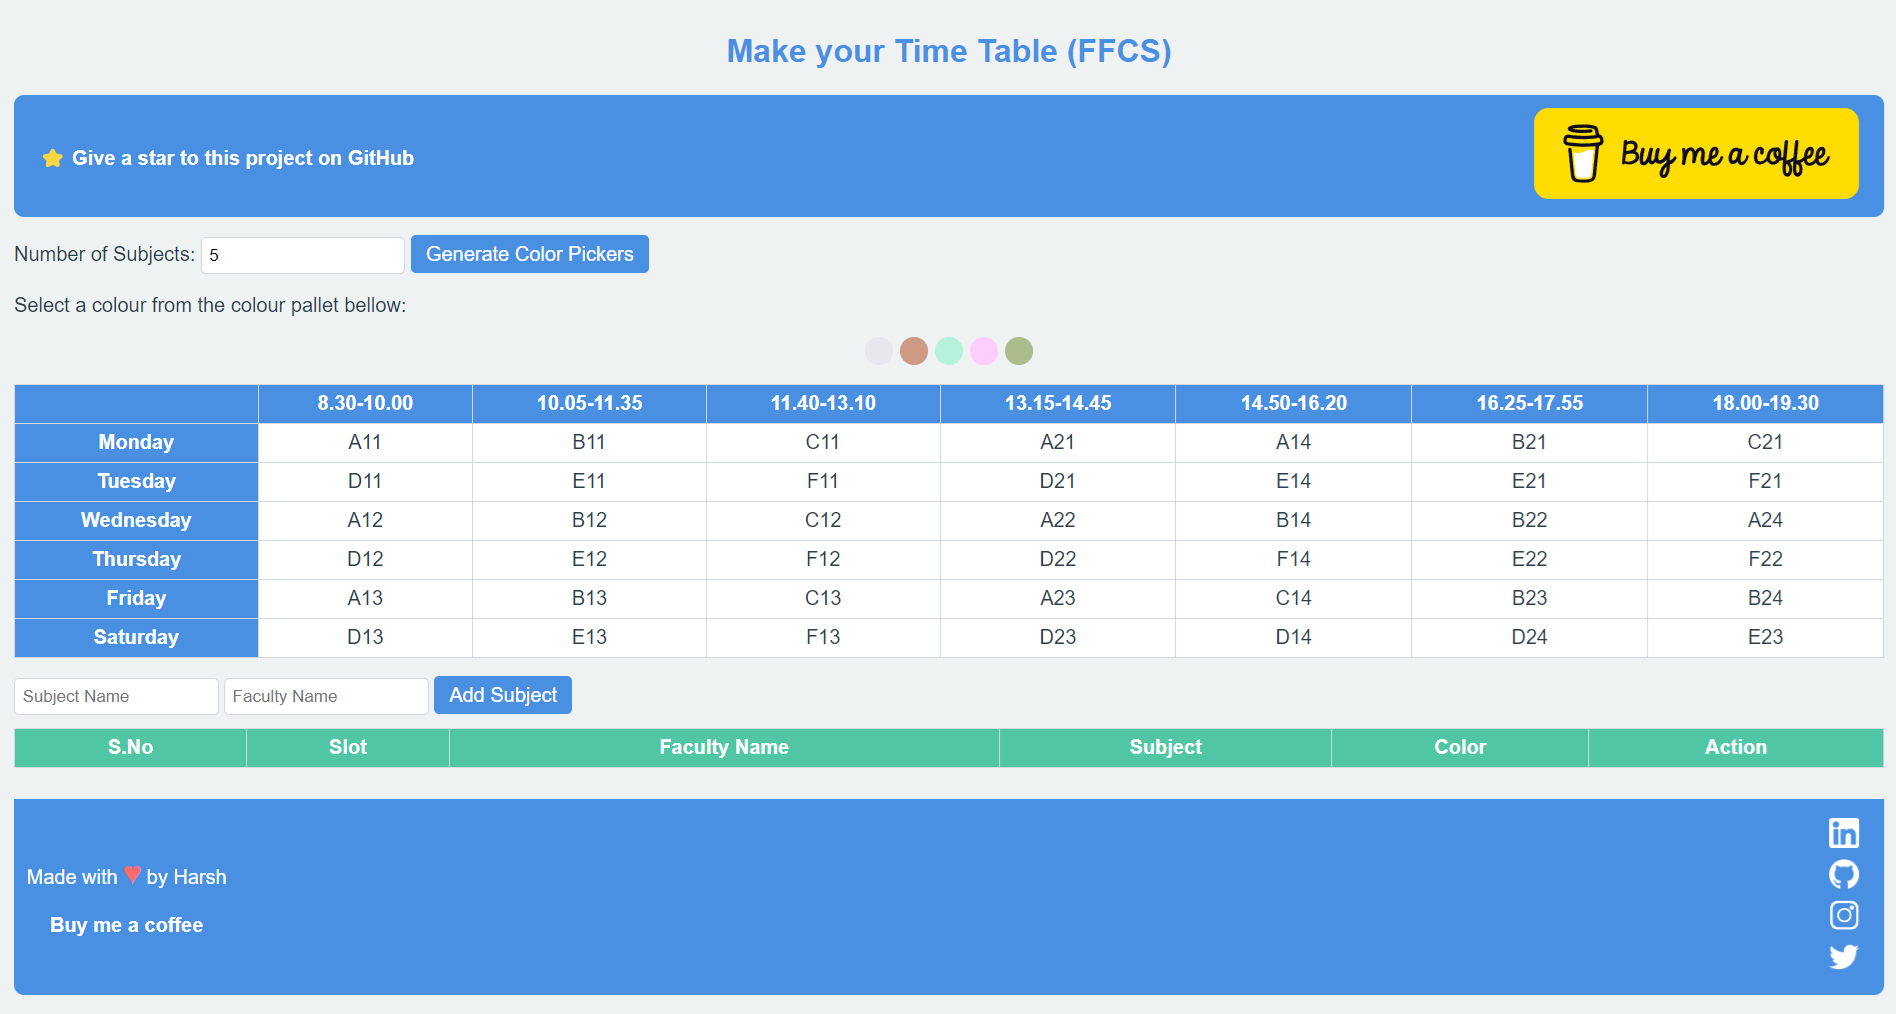 Make your Time Table (FFCS)
Give a star to this project on GitHub
Buy me a coffee
Number of Subjects: 5 Generate Color Pickers
Select a colour from the colour pallet bellow:
8.30-10.00 10.05-11.35 11.40-13.10 13.15-14.45 14.50-16.20 16.25-17.55 18.00-19.30
Monday A11 B11 C11 A21 A14 B21 C21
Tuesday D11 E11 F11 D21 E14 E21 F21
Wednesday A12 B12 C12 A22 B14 B22 A24
Thursday D12 E12 F12 D22 F14 E22 F22
Friday A13 B13 C13 A23 C14 B23 B24
Saturday D13 E13 F13 D23 D14 D24 E23
Subject Name Faculty Name Add Subject
S.No Slot Faculty Name Subject Color Action
in
Made with ♥ by Harsh
Buy me a coffee